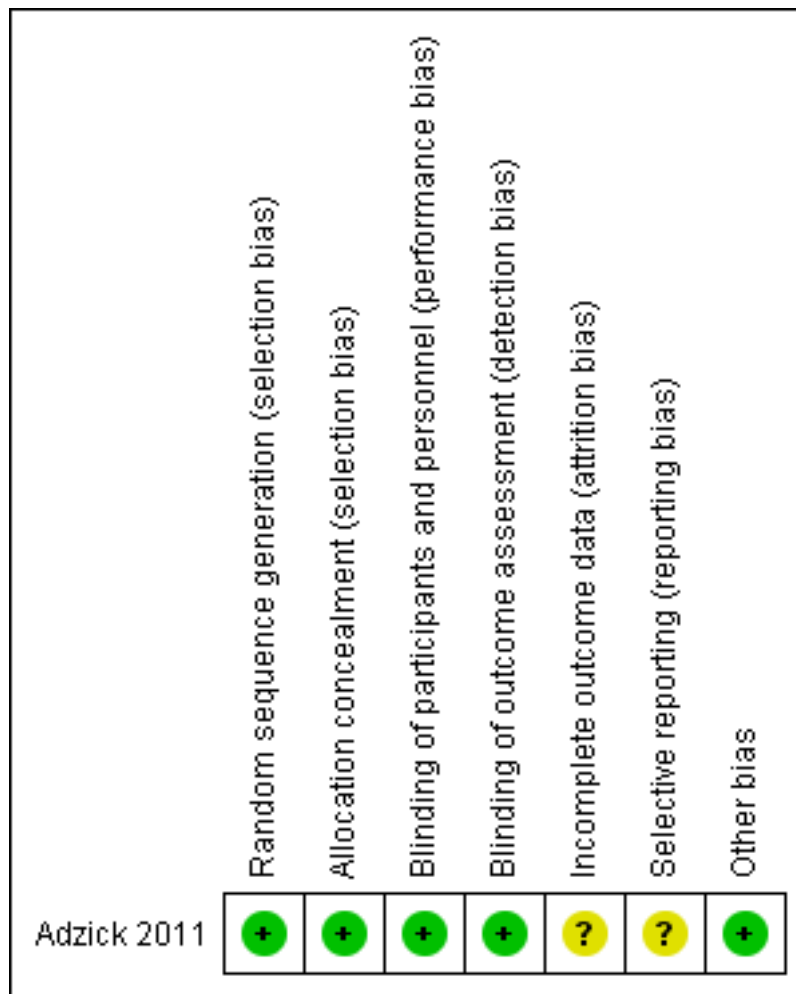 Random sequence generation (selection bias)
Allocation concealment (selection bias)
Blinding of participants and personnel (performance bias)
Blinding of outcome assessment (detection bias)
Incomplete outcome data (attrition bias)
Selective reporting (reporting bias)
Other bias
Adzick 2011 + + + + ? ? +